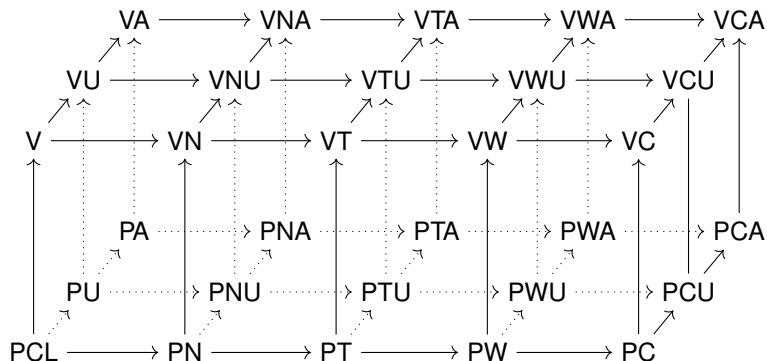 VA VNA VTA VWA VCA
VU VNU VTU VWU VCU
V VN VT VW VC
PA PNA PTA PWA PCA
PU PNU PTU PWU PCU
PCL PN PT PW PC